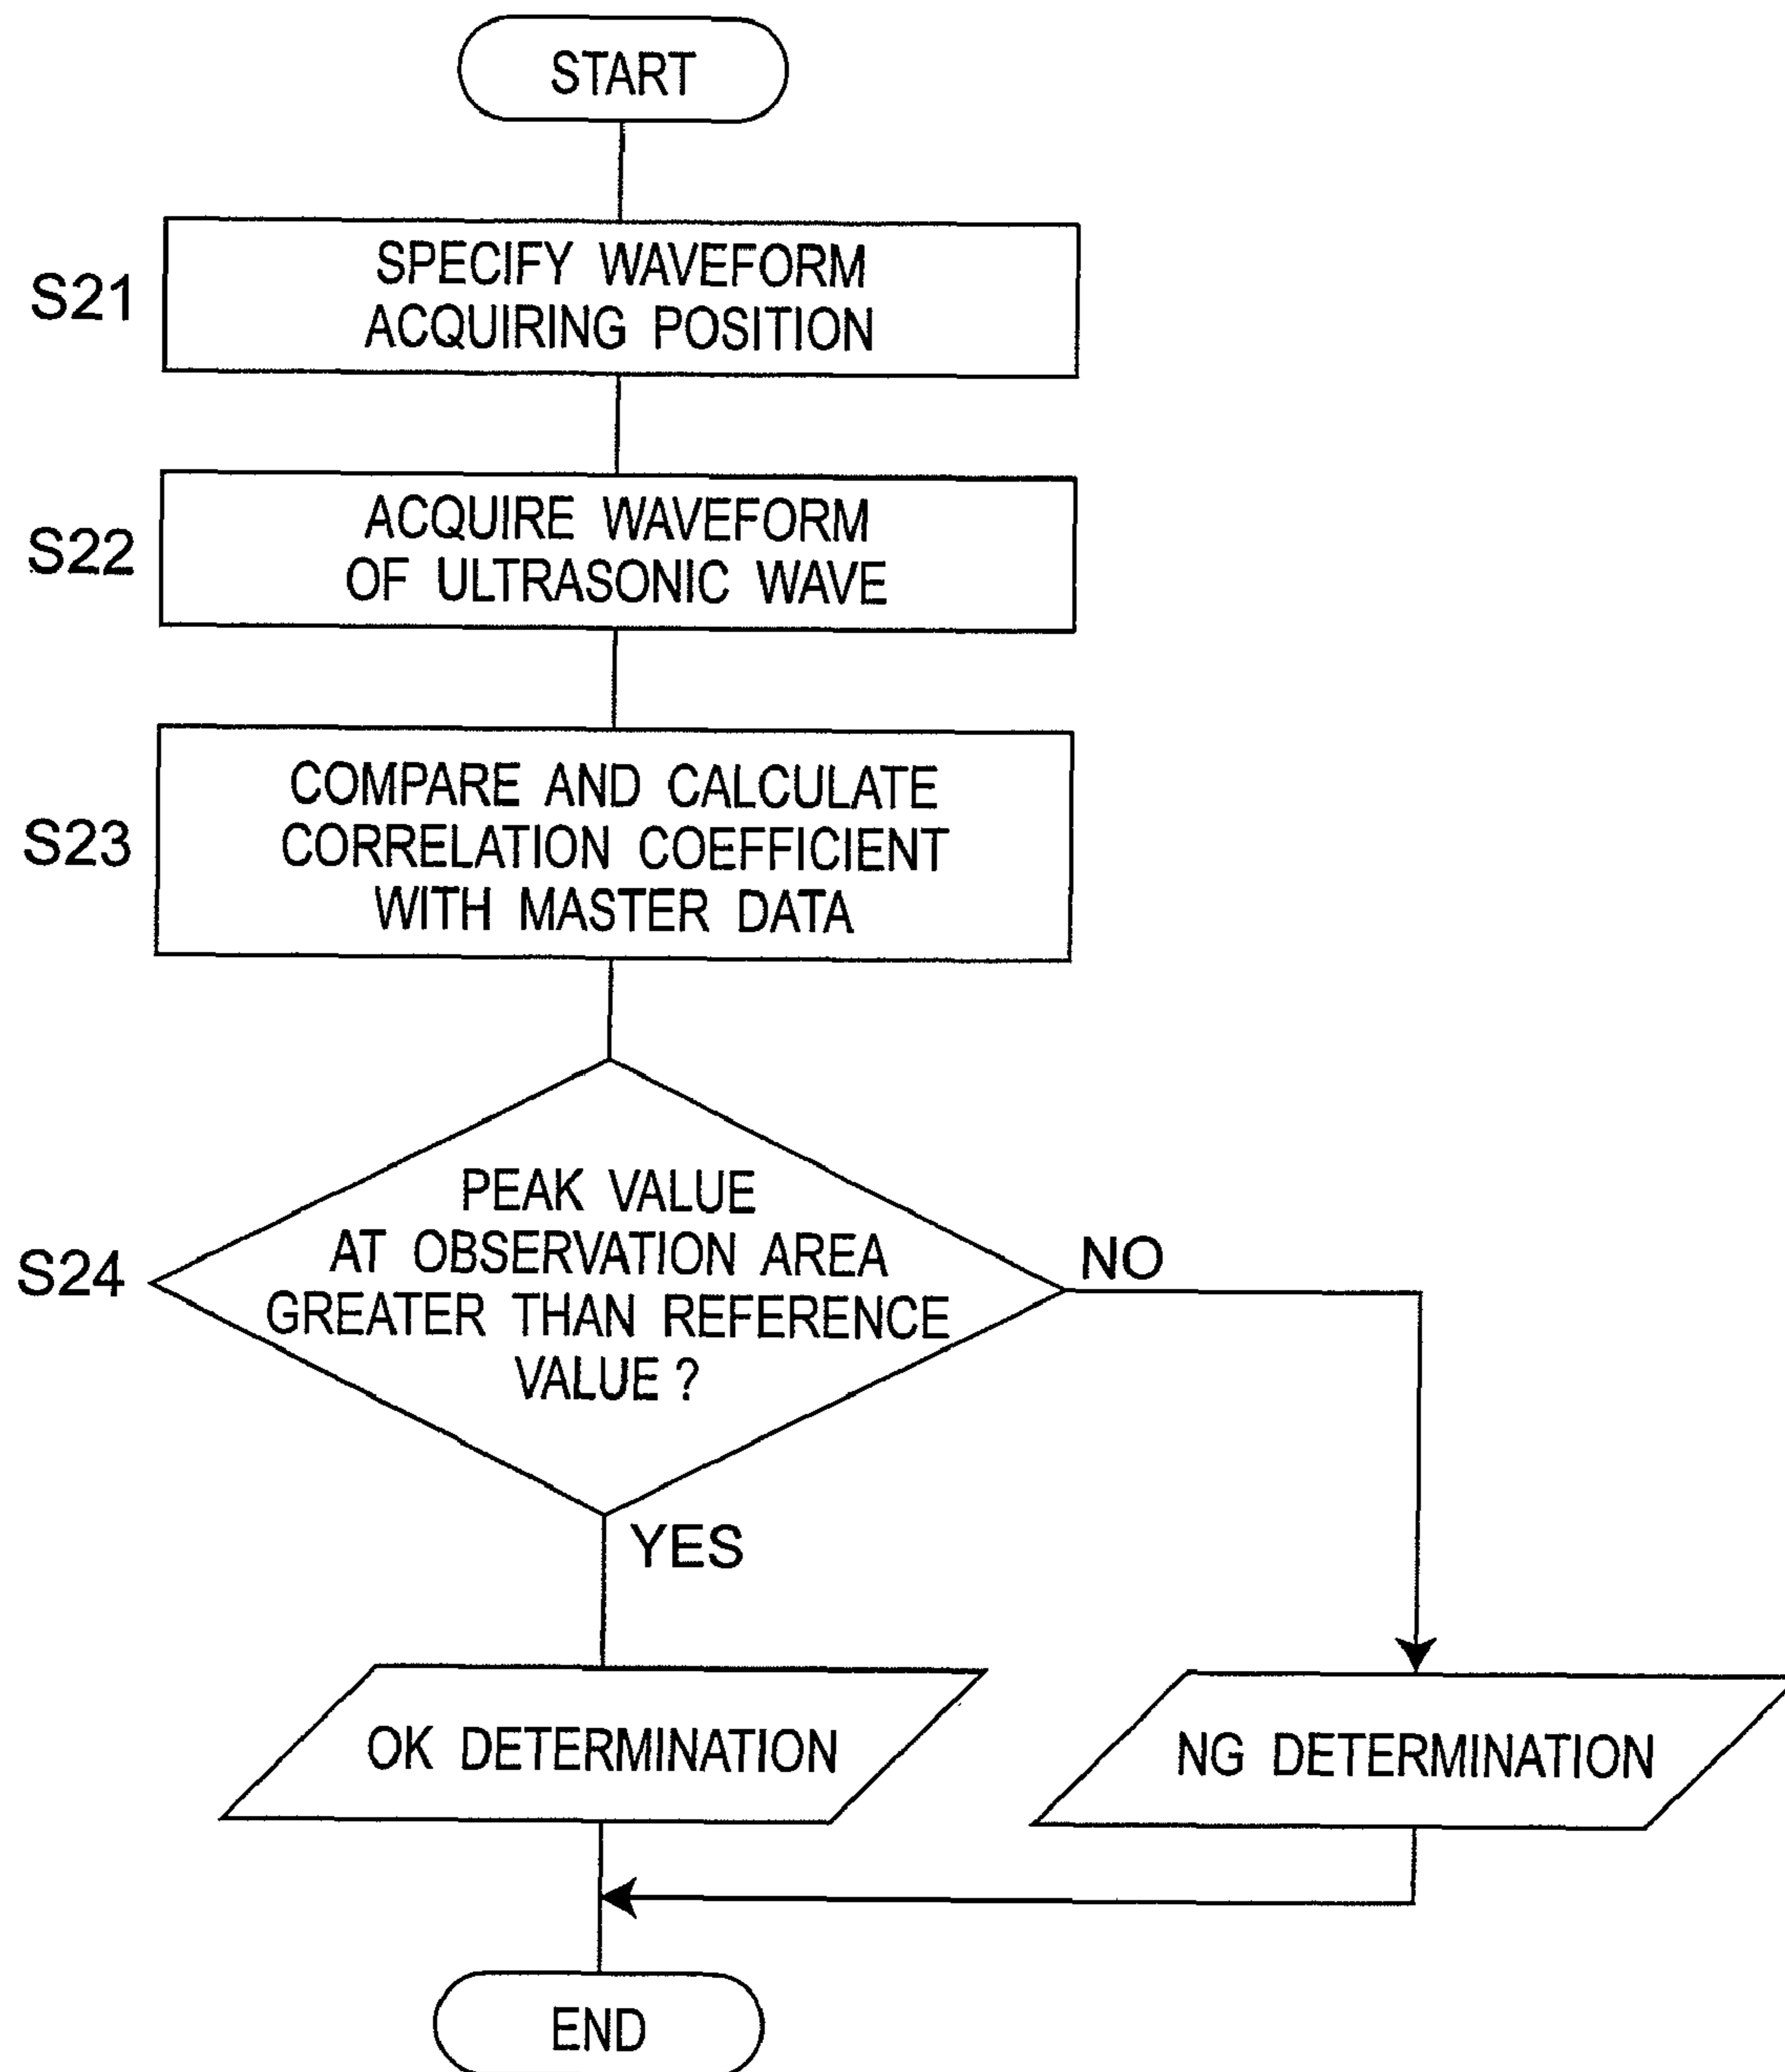 START
S21
SPECIFY WAVEFORM
ACQUIRING POSITION
S22
ACQUIRE WAVEFORM
OF ULTRASONIC WAVE
S23
COMPARE AND CALCULATE
CORRELATION COEFFICIENT
WITH MASTER DATA
S24
PEAK VALUE
AT OBSERVATION AREA
GREATER THAN REFERENCE
VALUE ?
NO
YES
OK DETERMINATION
NG DETERMINATION
END